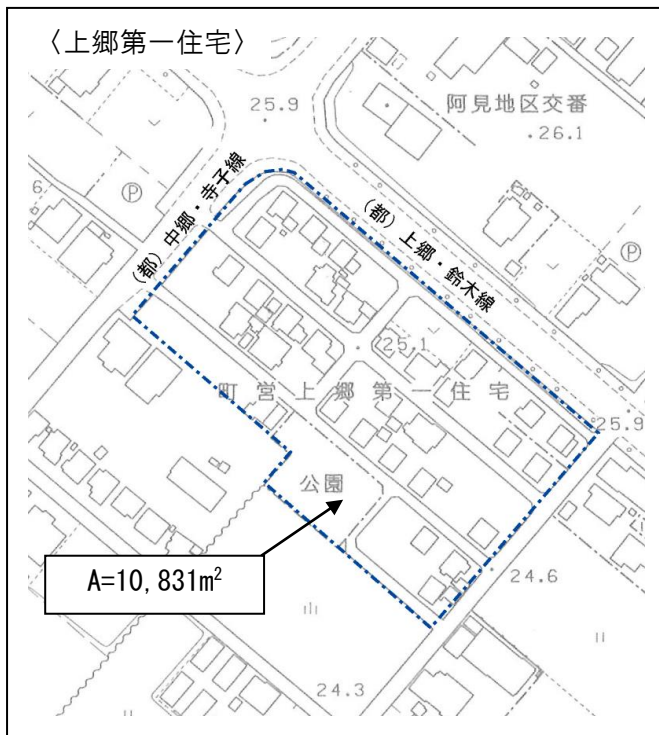 〈上郷第一住宅〉
25.9
阿見地区交番
26.1
6
Ⓟ
(都) 中郷・寺子線
(都) 上郷・鈴木線
Ⓟ
25.1
町営上郷第一住宅
25.9
公園
A=10,831m²
24.6
24.3